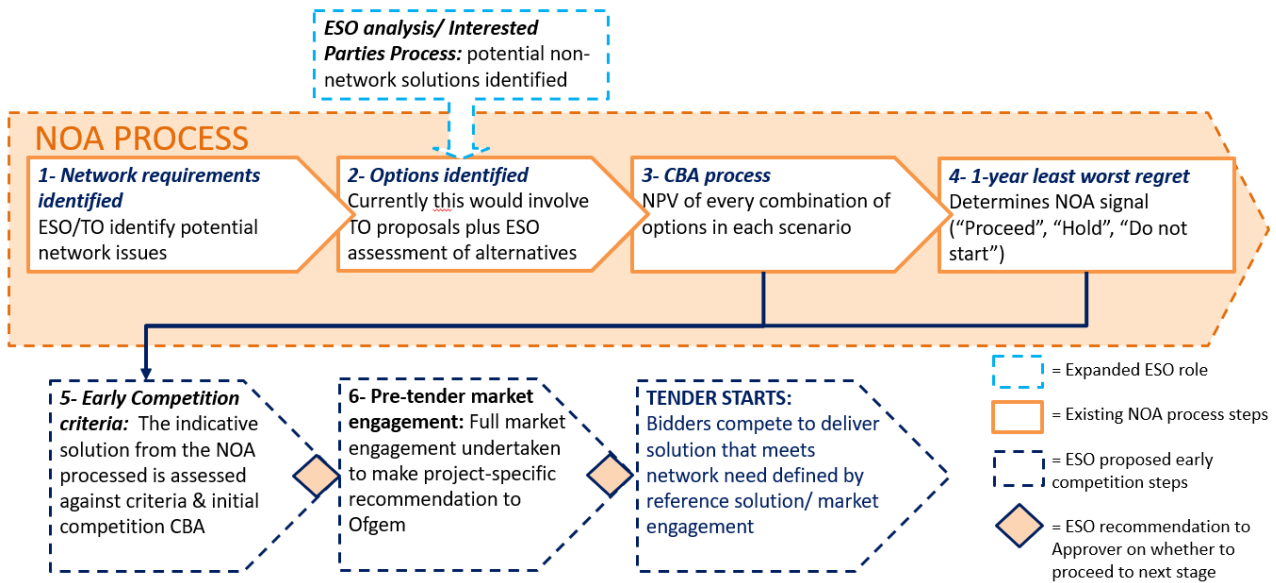 ESO analysis/ Interested
Parties Process: potential non-
network solutions identified
NOA PROCESS
1- Network requirements
identified
ESO/TO identify potential
network issues
2- Options identified
Currently this would involve
TO proposals plus ESO
assessment of alternatives
3- CBA process
NPV of every combination of
options in each scenario
4- 1-year least worst regret
Determines NOA signal
(“Proceed”, “Hold”, “Do not
start”)
5- Early Competition
criteria: The indicative
solution from the NOA
processed is assessed
against criteria & initial
competition CBA
6- Pre-tender market
engagement: Full market
engagement undertaken
to make project-specific
recommendation to
Ofgem
TENDER STARTS:
Bidders compete to deliver
solution that meets
network need defined by
reference solution/ market
engagement
= Expanded ESO role
= Existing NOA process steps
= ESO proposed early
competition steps
= ESO recommendation to
Approver on whether to
proceed to next stage